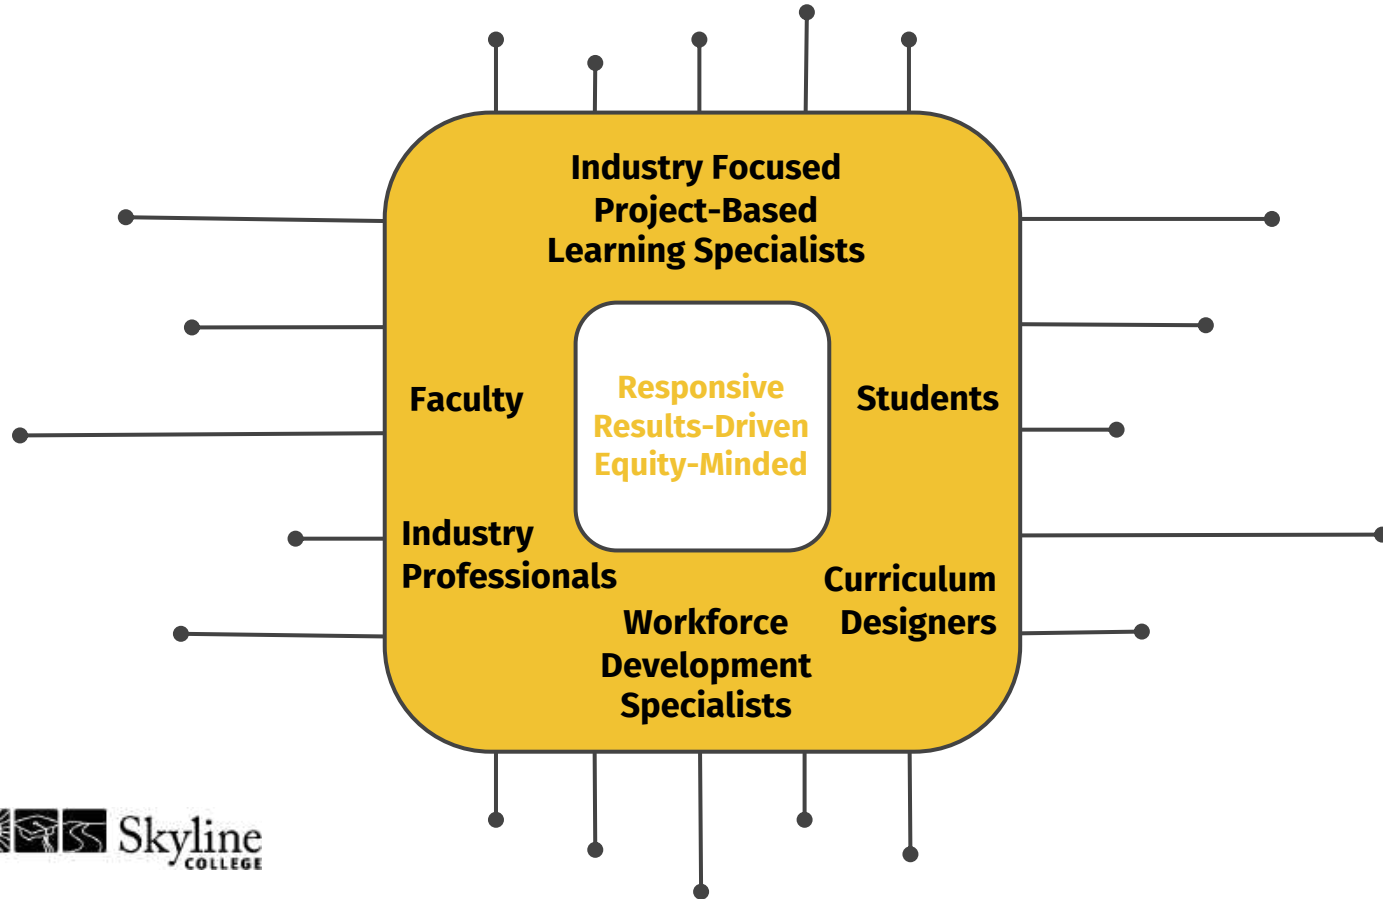 Industry Focused
Project-Based
Learning Specialists
Faculty
Responsive
Results-Driven
Equity-Minded
Students
Industry
Professionals
Curriculum
Designers
Workforce
Development
Specialists
Skyline
COLLEGE